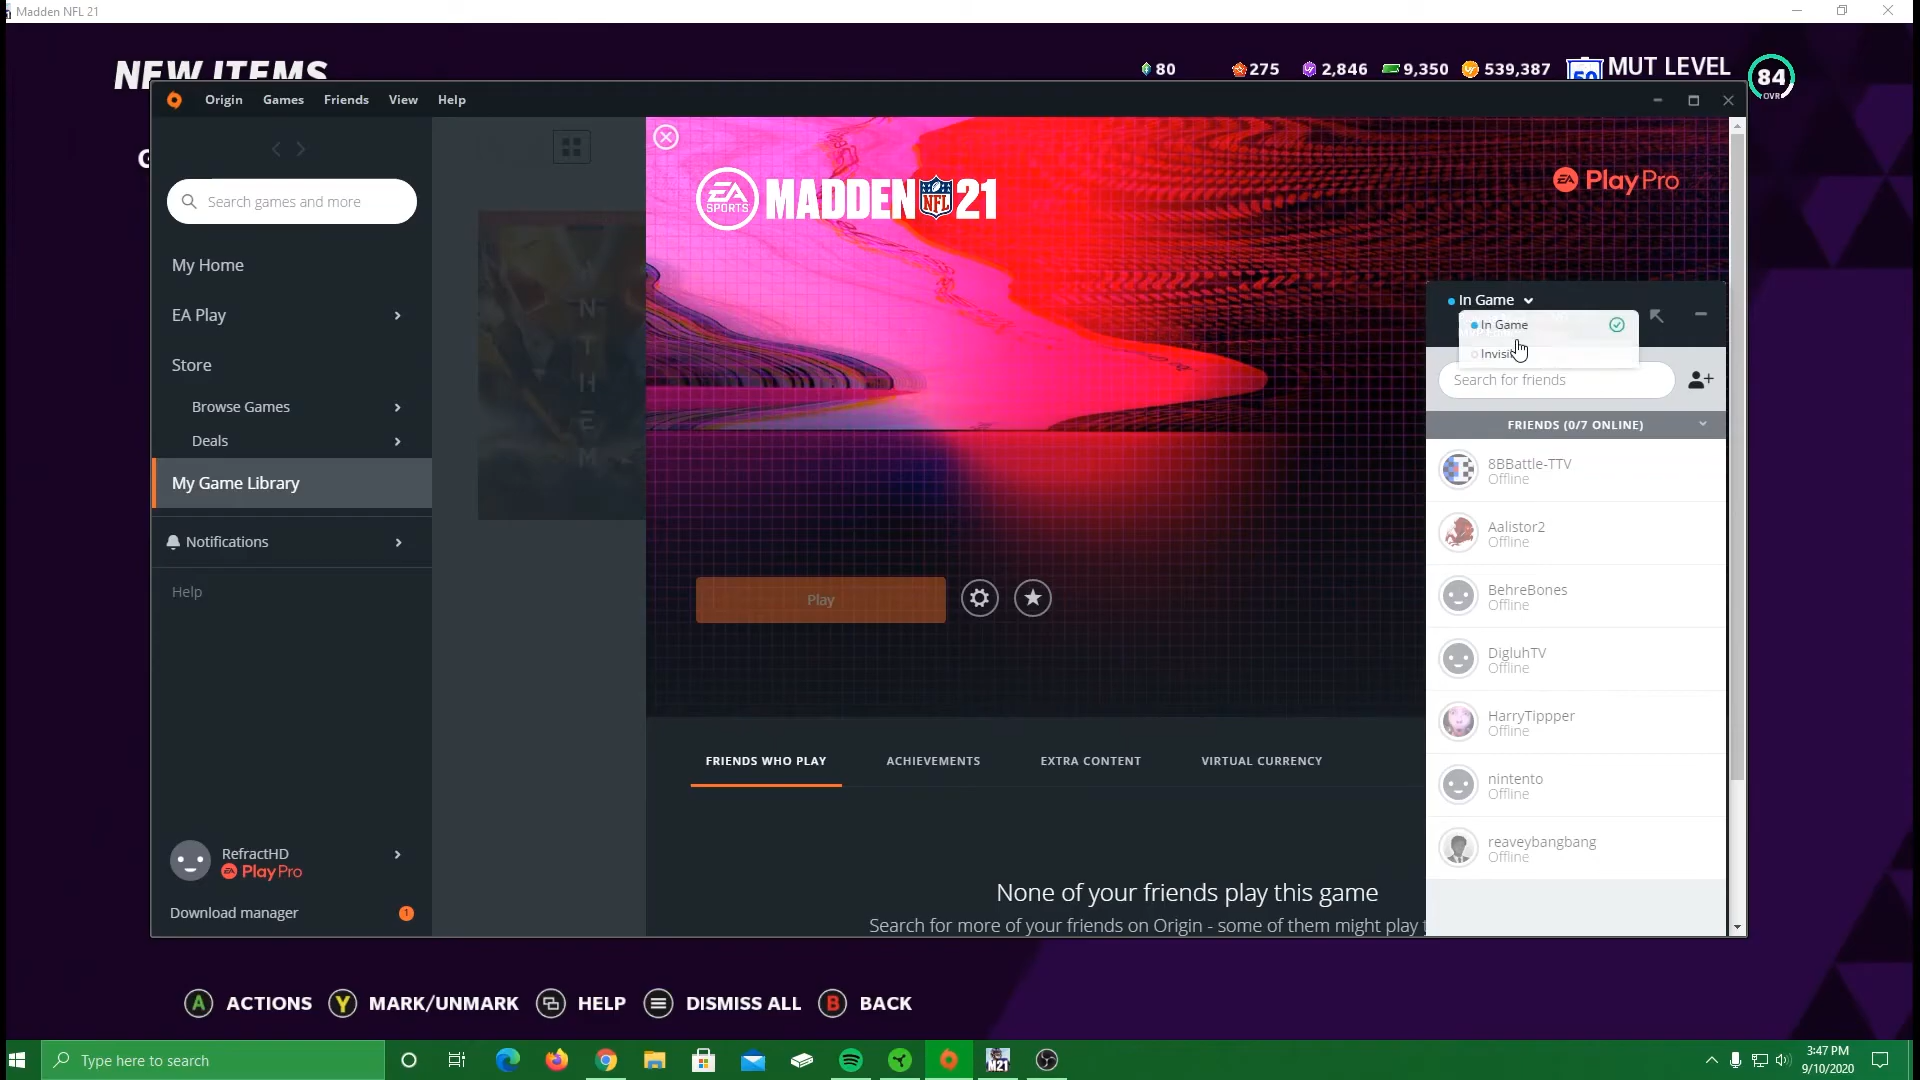 Madden NFL 21
NEW ITEMS
80 275 2,846 9,350 539,387 MUT LEVEL 84
OVR
50
G
Origin Games Friends View Help
Search games and more
My Home
EA Play
Store
Browse Games
Deals
My Game Library
Notifications
Help
RefractHD
EA Play Pro
Download manager 1
N
T
H
E
M
EA SPORTS MADDEN NFL 21
EA Play Pro
Play
FRIENDS WHO PLAY ACHIEVEMENTS EXTRA CONTENT VIRTUAL CURRENCY
None of your friends play this game
Search for more of your friends on Origin - some of them might play
In Game
In Game
Invisi
Search for friends
FRIENDS (0/7 ONLINE)
8BBattle-TTV
Offline
Aalistor2
Offline
BehreBones
Offline
DigluhTV
Offline
HarryTippper
Offline
nintento
Offline
reaveybangbang
Offline
A ACTIONS Y MARK/UNMARK HELP DISMISS ALL B BACK
Type here to search
M21
3:47 PM
9/10/2020